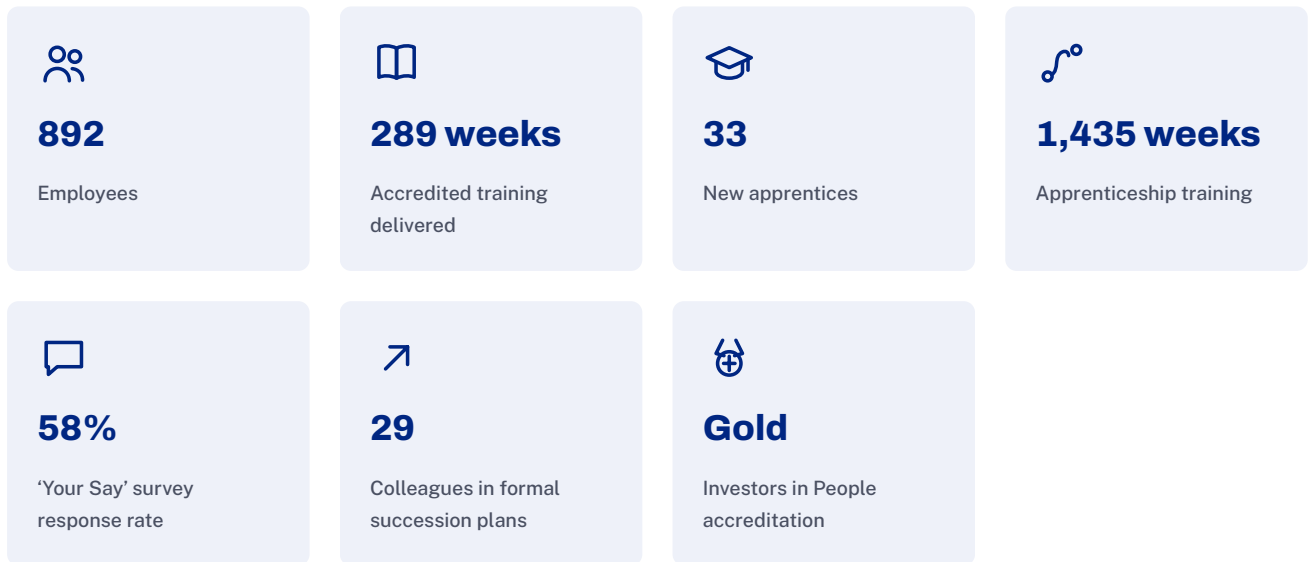 892
Employees
289 weeks
Accredited training
delivered
33
New apprentices
1,435 weeks
Apprenticeship training
58%
‘Your Say’ survey
response rate
29
Colleagues in formal
succession plans
Gold
Investors in People
accreditation